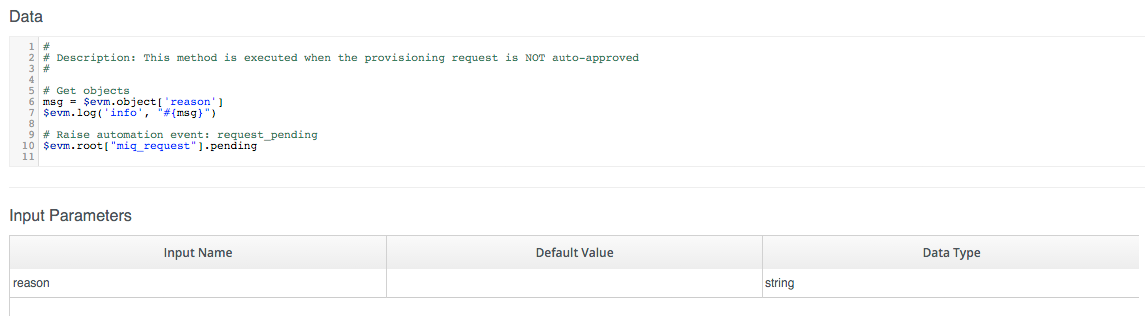 Data
1 #
2 # Description: This method is executed when the provisioning request is NOT auto-approved
3 #
4
5 # Get objects
6 msg = $evm.object['reason']
7 $evm.log('info', "#{msg}")
8
9 # Raise automation event: request_pending
10 $evm.root["miq_request"].pending
11
Input Parameters
Input Name Default Value Data Type
reason string